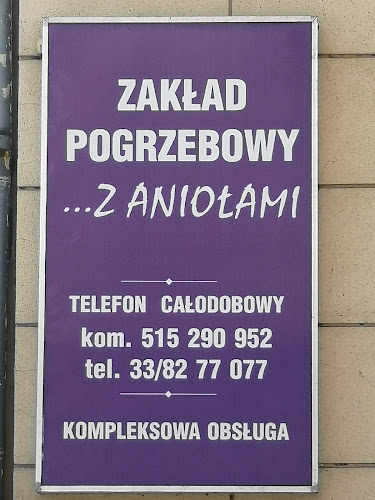 ZAKŁAD
POGRZEBOWY
...Z ANIOŁAMI
TELEFON CAŁODOBOWY
kom. 515 290 952
tel. 33/82 77 077
KOMPLEKSOWA OBSŁUGA